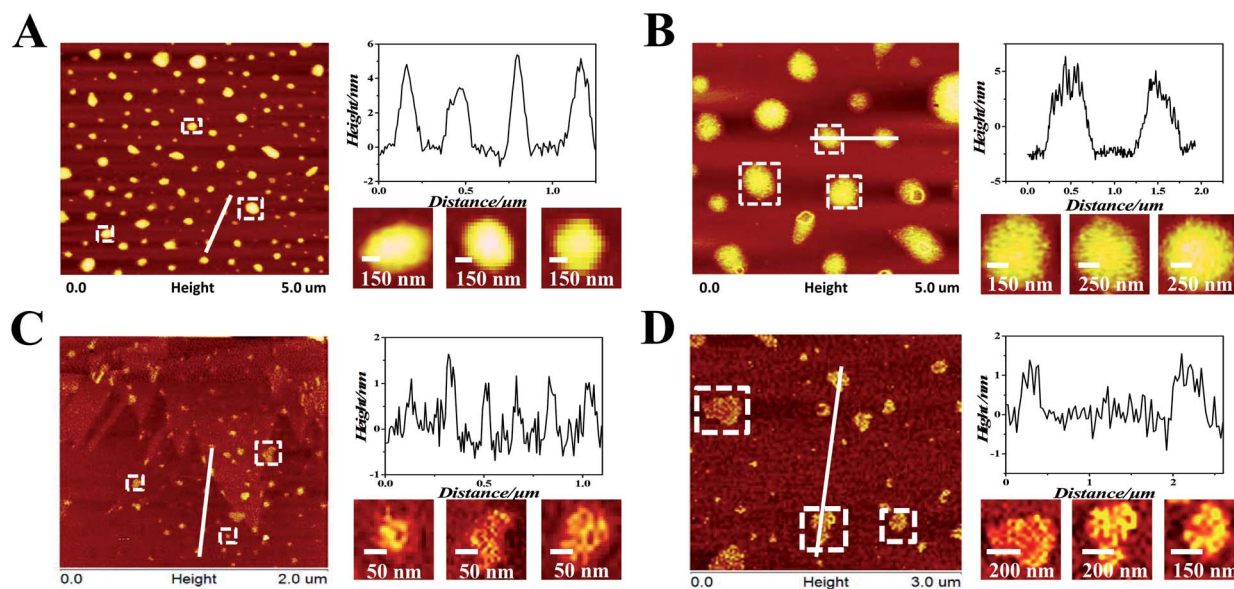 A
Height/nm
6
4
2
0
-2
0.0 0.5 1.0
Distance/μm
150 nm 150 nm 150 nm
0.0 Height 5.0 um
B
Height/nm
5
0
-5
0.0 0.5 1.0 1.5 2.0
Distance/μm
150 nm 250 nm 250 nm
0.0 Height 5.0 um
C
Height/nm
2
1
0
-1
0.0 0.5 1.0
Distance/μm
50 nm 50 nm 50 nm
0.0 Height 2.0 um
D
Hight/nm
2
1
0
-1
0 1 2
Distance/μm
200 nm 200 nm 150 nm
0.0 Height 3.0 um